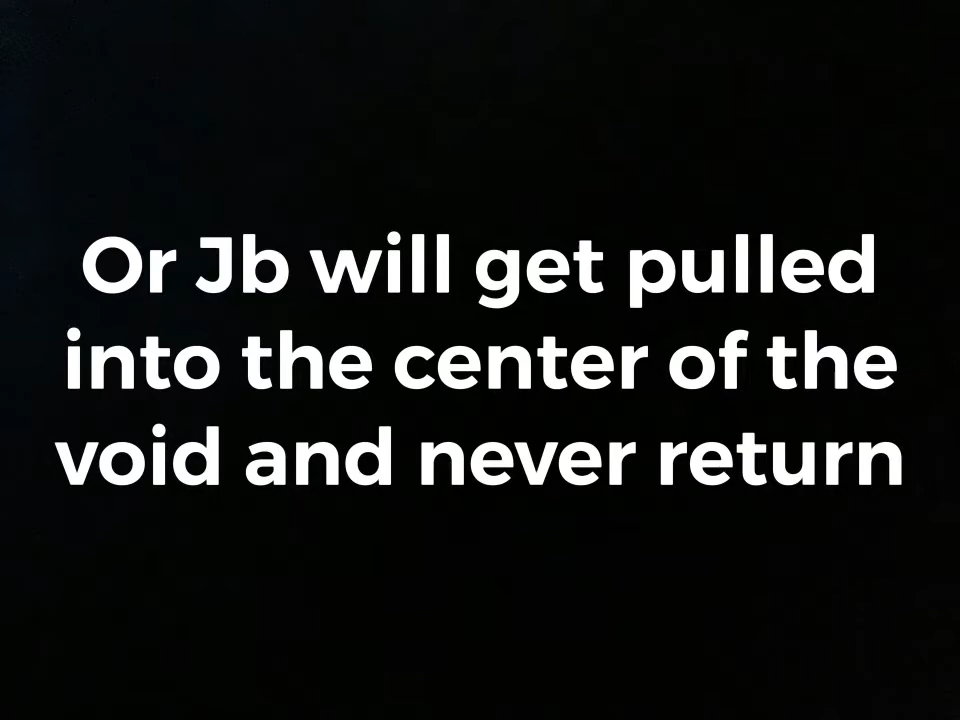 Or Jb will get pulled
into the center of the
void and never return